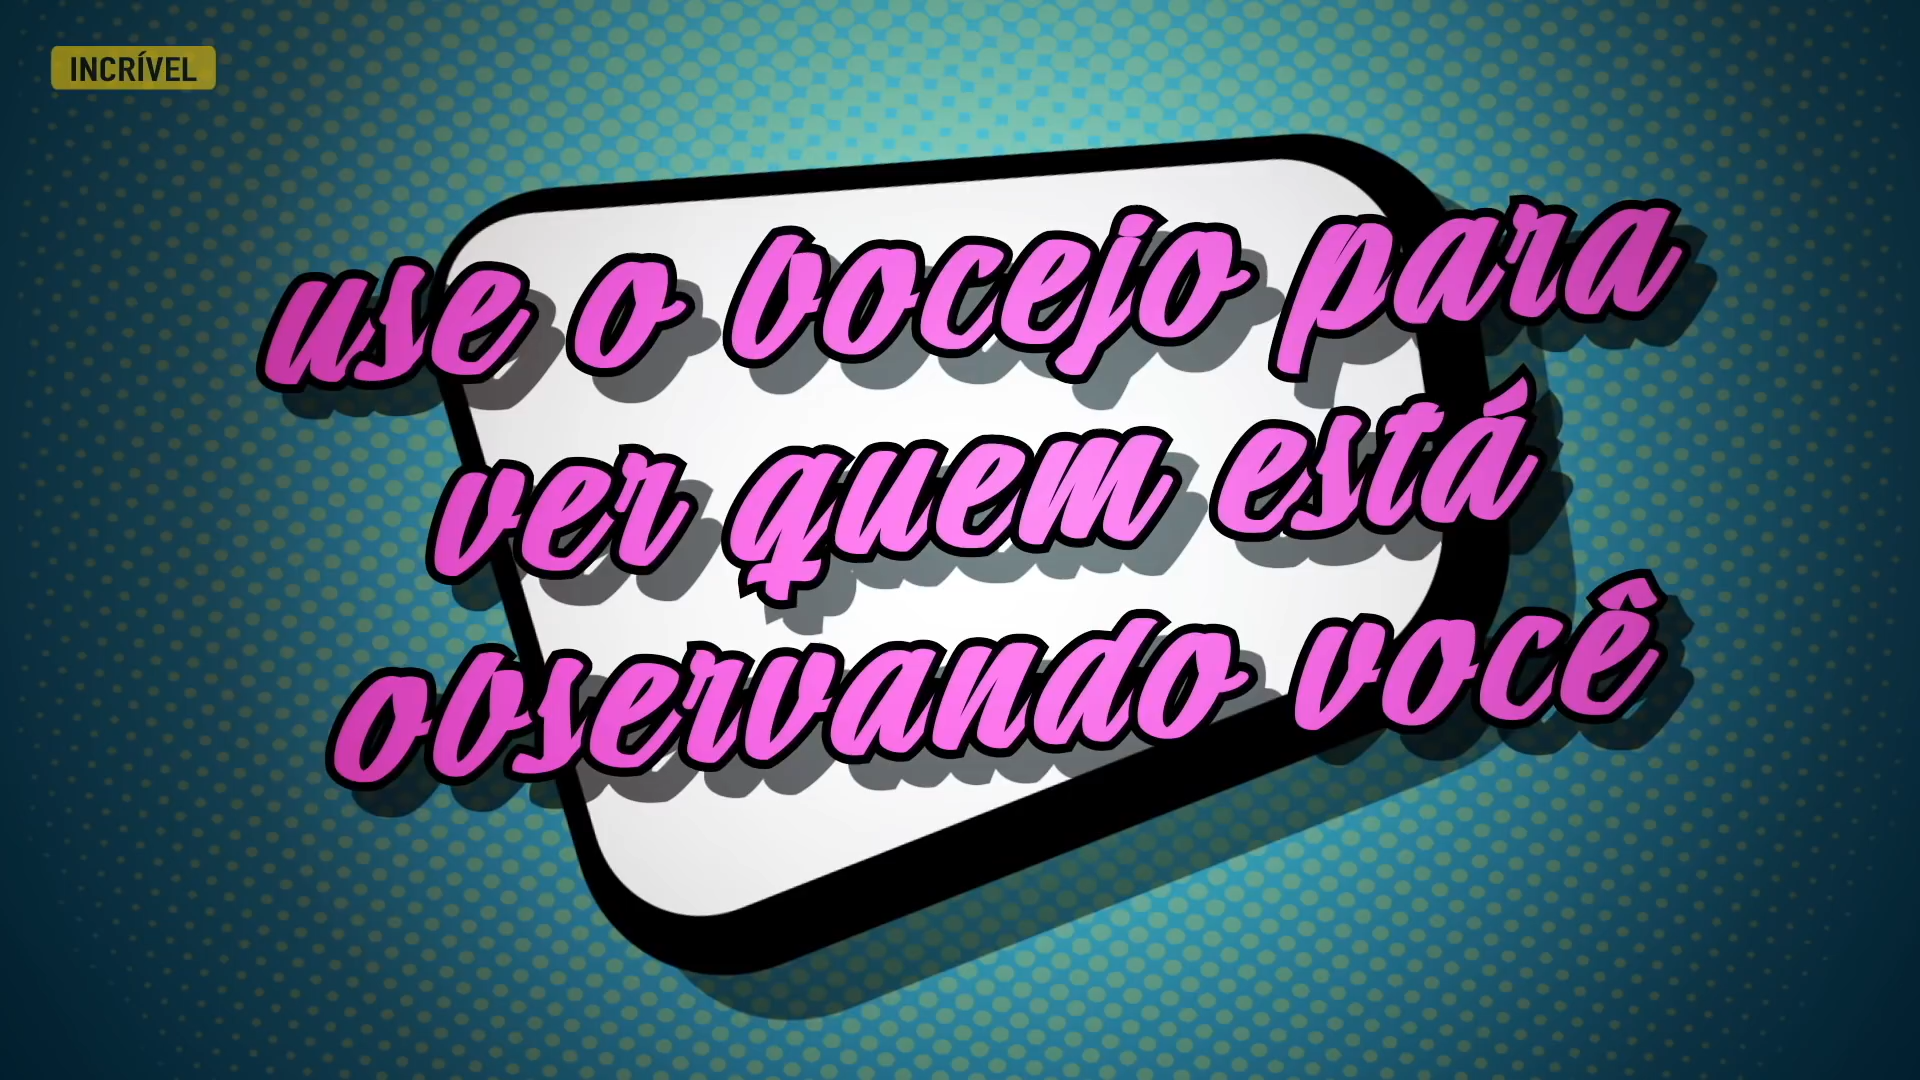 INCRÍVEL
use o bocejo para
ver quem está
observando você